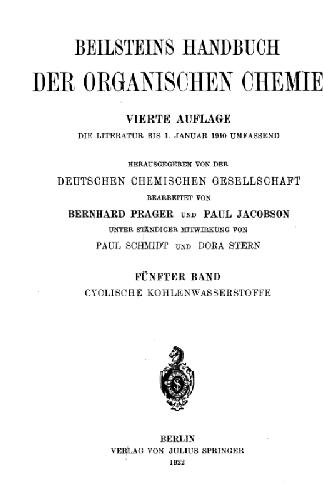 BEILSTEINS HANDBUCH
DER ORGANISCHEN CHEMIE
VIERTE AUFLAGE
DIE LITERATUR BIS 1. JANUAR 1910 UMFASSEND
HERAUSGEGEBEN VON DER
DEUTSCHEN CHEMISCHEN GESELLSCHAFT
BEARBEITET VON
BERNHARD PRAGER UND PAUL JACOBSON
UNTER STÄNDIGER MITWIRKUNG VON
PAUL SCHMIDT UND DORA STERN
FÜNFTER BAND
CYCLISCHE KOHLENWASSERSTOFFE
S
BERLIN
VERLAG VON JULIUS SPRINGER
1922